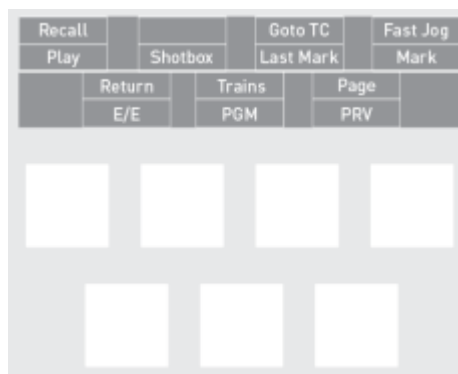 Recall Goto TC Fast Jog
Play Shotbox Last Mark Mark
Return Trains Page
E/E PGM PRV